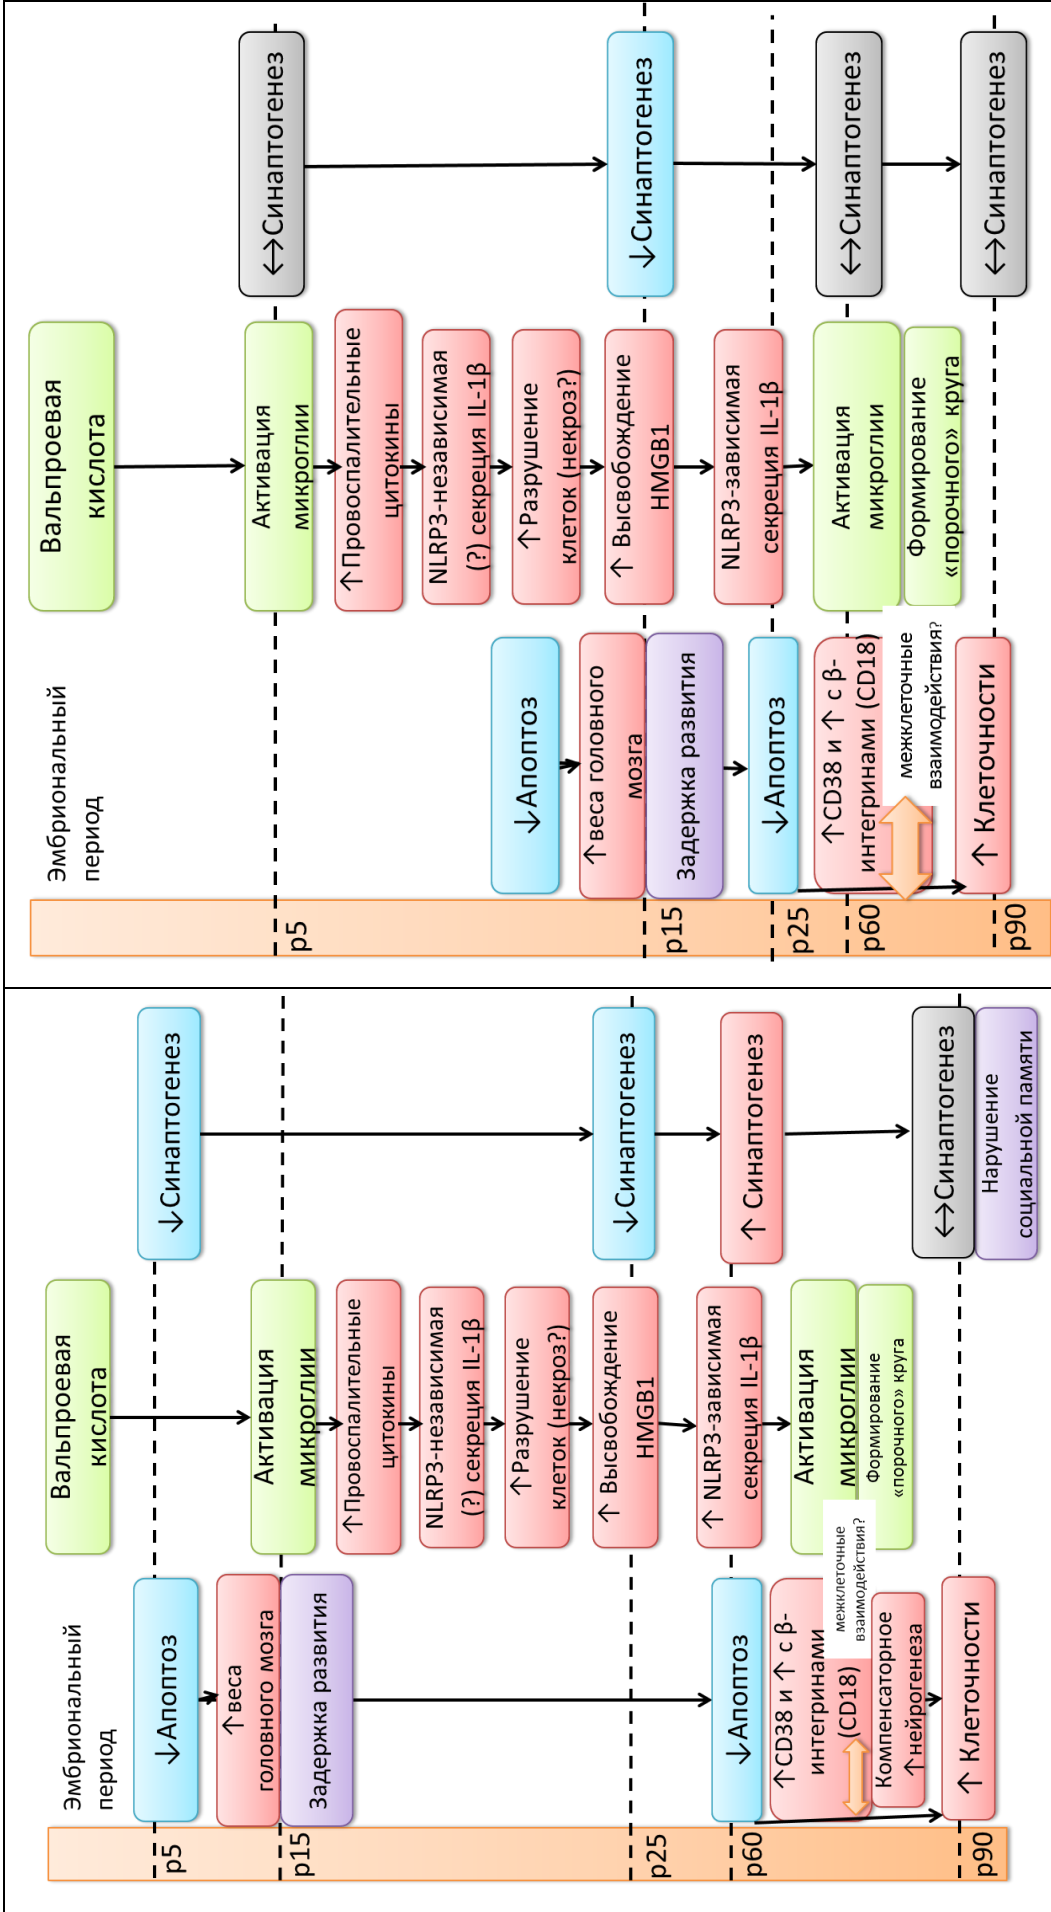 Эмбриональный
период
p5
p15
p25
p60
p90
↓Апоптоз
↑веса
головного мозга
Задержка развития
↓Апоптоз
↑CD38 и ↑ с β-
интегринами
(CD18)
межклеточные
взаимодействия?
Компенсаторное
↑нейрогенеза
↑ Клеточности
Вальпроевая
кислота
Активация
микроглии
↑Провоспалительные
цитокины
NLRP3-независимая
(?) секреция IL-1β
↑Разрушение
клеток (некроз?)
↑ Высвобождение
HMGB1
↑ NLRP3-зависимая
секреция IL-1β
Активация
микроглии
Формирование
«порочного» круга
↓Синаптогенез
↓Синаптогенез
↑ Синаптогенез
↔Синаптогенез
Нарушение
социальной памяти
Эмбриональный
период
p5
p15
p25
p60
p90
↓Апоптоз
↑веса головного
мозга
Задержка развития
↓Апоптоз
↑CD38 и ↑ с β-
интегринами (CD18)
межклеточные
взаимодействия?
↑ Клеточности
Вальпроевая
кислота
Активация
микроглии
↑Провоспалительные
цитокины
NLRP3-независимая
(?) секреция IL-1β
↑Разрушение
клеток (некроз?)
↑ Высвобождение
HMGB1
NLRP3-зависимая
секреция IL-1β
Активация
микроглии
Формирование
«порочного» круга
↔Синаптогенез
↓Синаптогенез
↔Синаптогенез
↔Синаптогенез